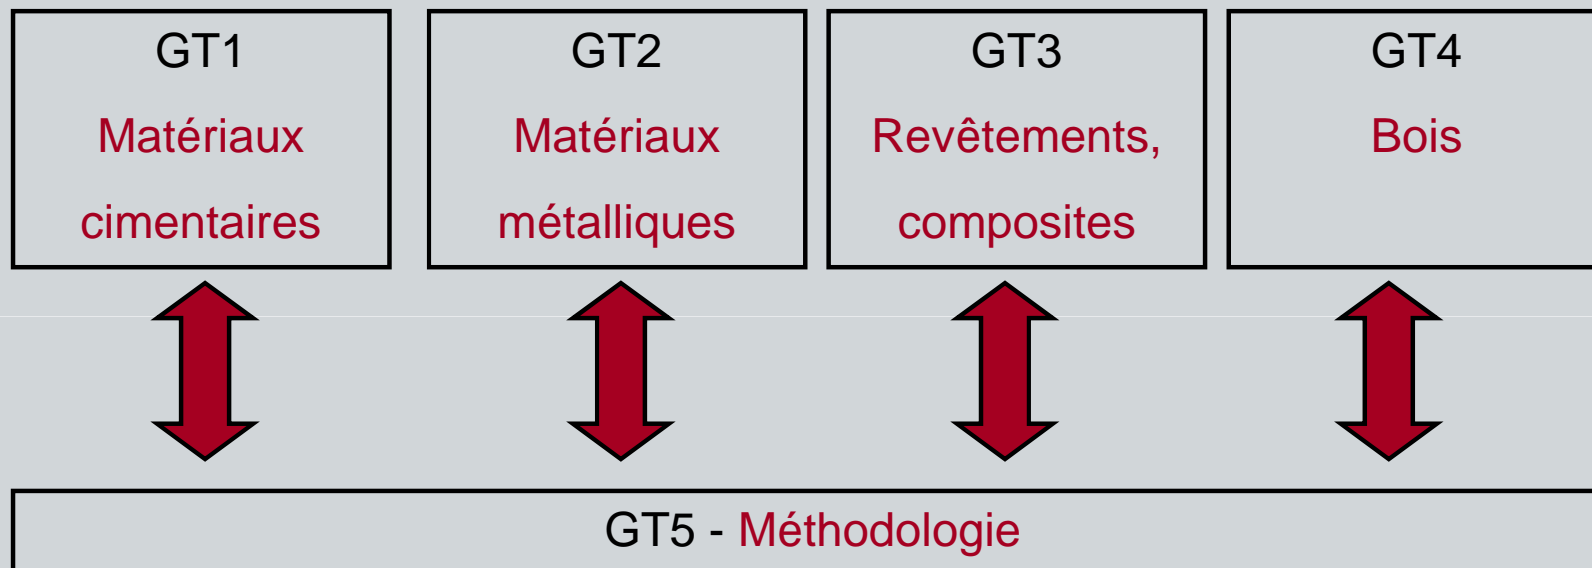 GT1
Matériaux
cimentaires
GT2
Matériaux
métalliques
GT3
Revêtements,
composites
GT4
Bois
GT5 - Méthodologie